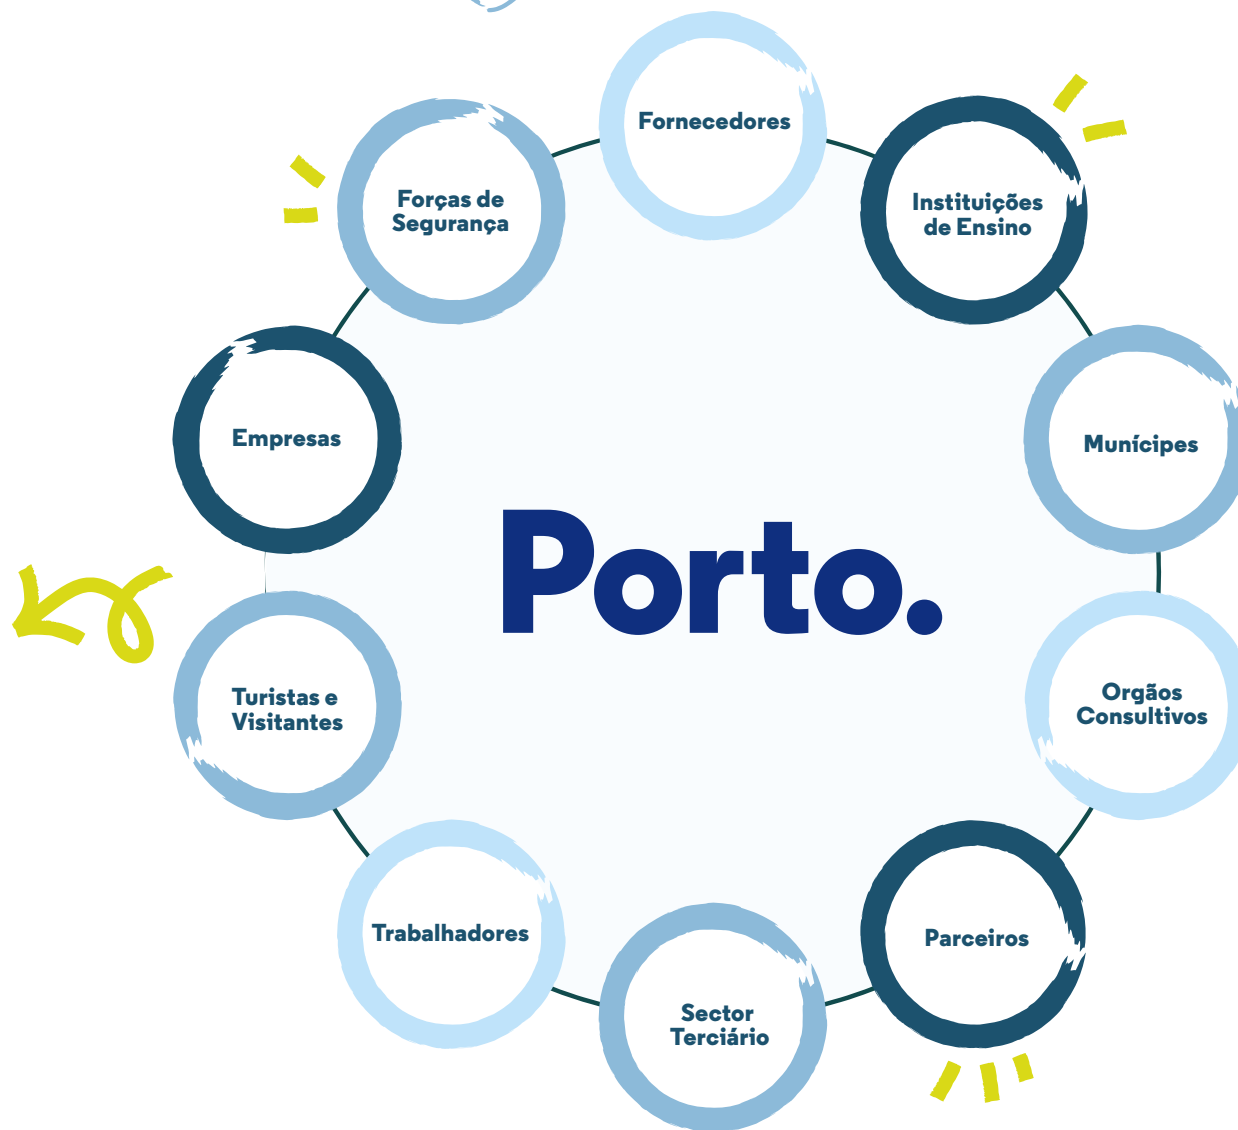 Fornecedores
Forças de
Segurança
Instituições
de Ensino
Empresas
Munícipes
Porto.
Turistas e
Visitantes
Orgãos
Consultivos
Trabalhadores
Parceiros
Sector
Terciário